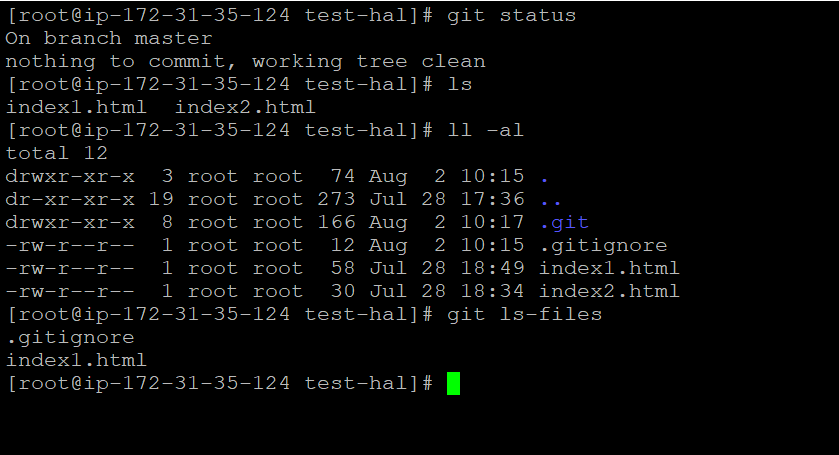 [root@ip-172-31-35-124 test-hal]# git status
On branch master
nothing to commit, working tree clean
[root@ip-172-31-35-124 test-hal]# ls
index1.html  index2.html
[root@ip-172-31-35-124 test-hal]# ll -al
total 12
drwxr-xr-x  3 root root  74 Aug  2 10:15 .
dr-xr-xr-x 19 root root 273 Jul 28 17:36 ..
drwxr-xr-x  8 root root 166 Aug  2 10:17 .git
-rw-r--r--  1 root root  12 Aug  2 10:15 .gitignore
-rw-r--r--  1 root root  58 Jul 28 18:49 index1.html
-rw-r--r--  1 root root  30 Jul 28 18:34 index2.html
[root@ip-172-31-35-124 test-hal]# git ls-files
.gitignore
index1.html
[root@ip-172-31-35-124 test-hal]#